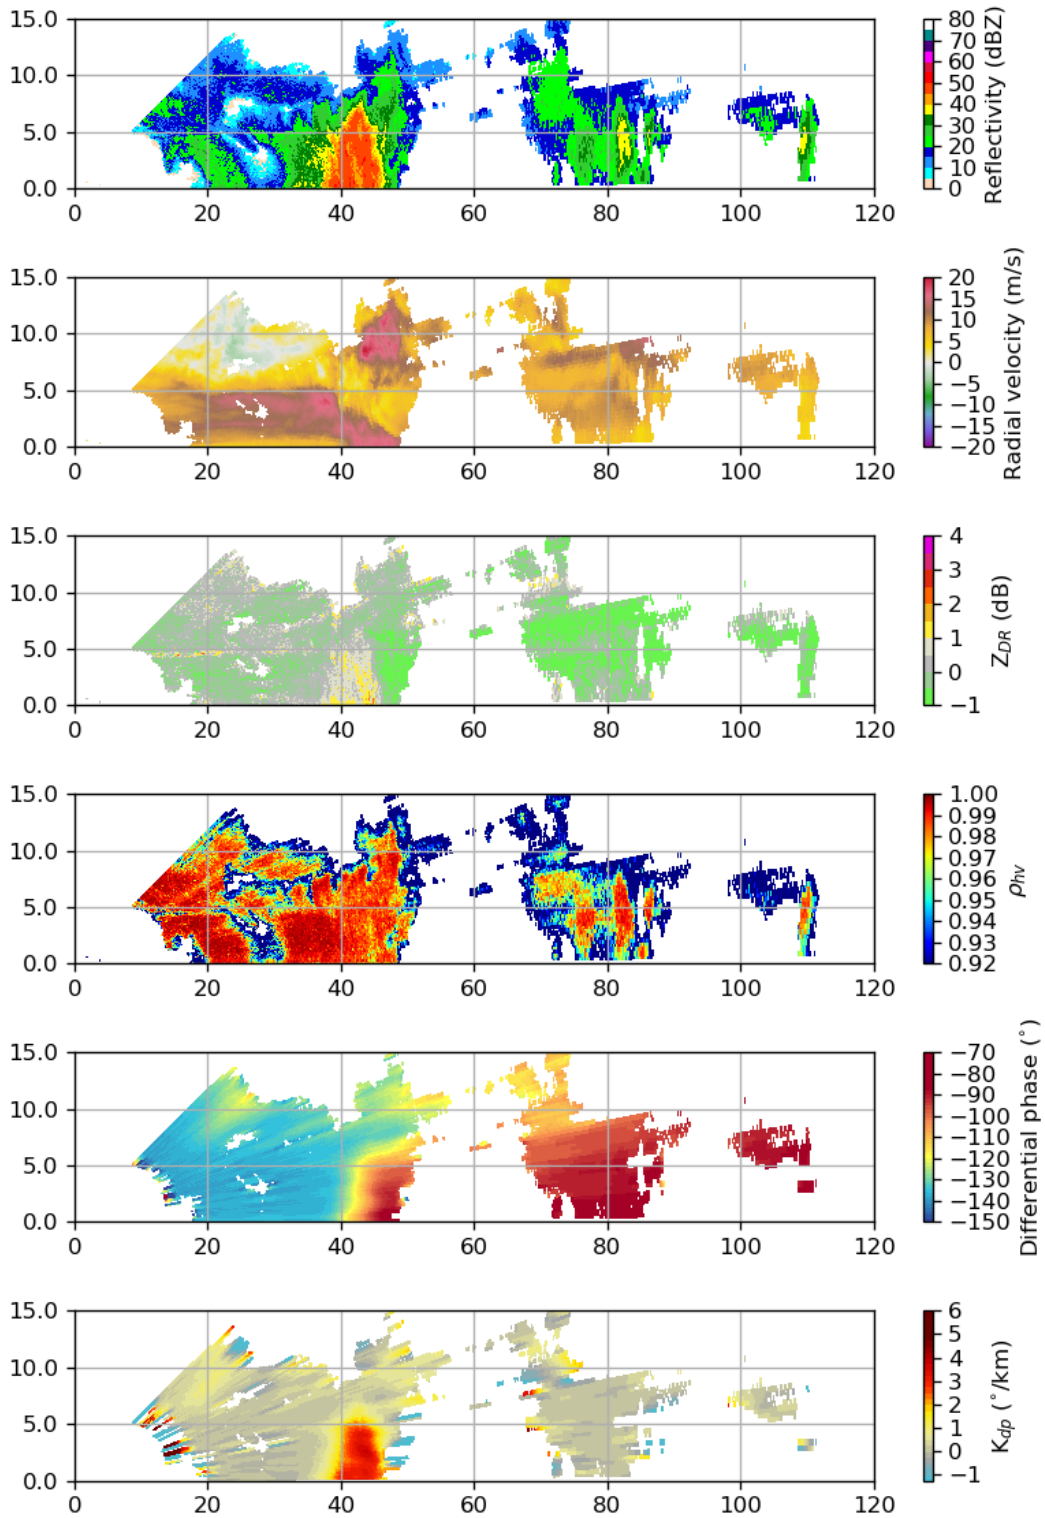 15.0 10.0 5.0 0.0
0 20 40 60 80 100 120
80 70 60 50 40 30 20 10 0
Reflectivity (dBZ)
15.0 10.0 5.0 0.0
0 20 40 60 80 100 120
20 15 10 5 0 −5 −10 −15 −20
Radial velocity (m/s)
15.0 10.0 5.0 0.0
0 20 40 60 80 100 120
4 3 2 1 0 −1
Z_DR (dB)
15.0 10.0 5.0 0.0
0 20 40 60 80 100 120
1.00 0.99 0.98 0.97 0.96 0.95 0.94 0.93 0.92
ρ_hv
15.0 10.0 5.0 0.0
0 20 40 60 80 100 120
−70 −80 −90 −100 −110 −120 −130 −140 −150
Differential phase (°)
15.0 10.0 5.0 0.0
0 20 40 60 80 100 120
6 5 4 3 2 1 0 −1
K_dp (°/km)